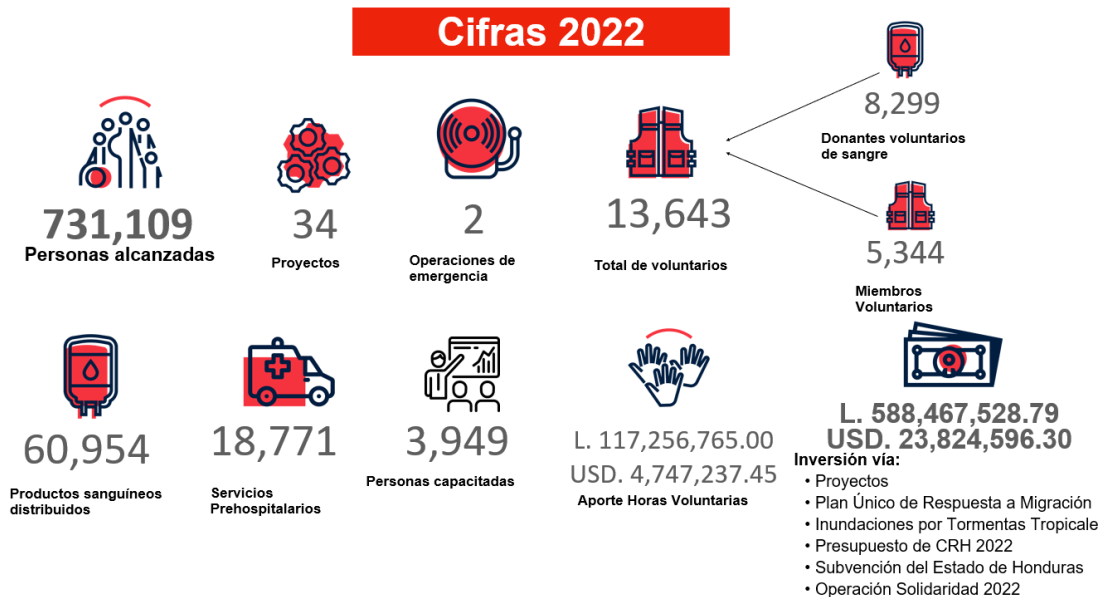 Cifras 2022
731,109
Personas alcanzadas
34
Proyectos
2
Operaciones de
emergencia
13,643
Total de voluntarios
8,299
Donantes voluntarios
de sangre
5,344
Miembros
Voluntarios
60,954
Productos sanguíneos
distribuidos
18,771
Servicios
Prehospitalarios
3,949
Personas capacitadas
L. 117,256,765.00
USD. 4,747,237.45
Aporte Horas Voluntarias
L. 588,467,528.79
USD. 23,824,596.30
Inversión vía:
• Proyectos
• Plan Único de Respuesta a Migración
• Inundaciones por Tormentas Tropicale
• Presupuesto de CRH 2022
• Subvención del Estado de Honduras
• Operación Solidaridad 2022